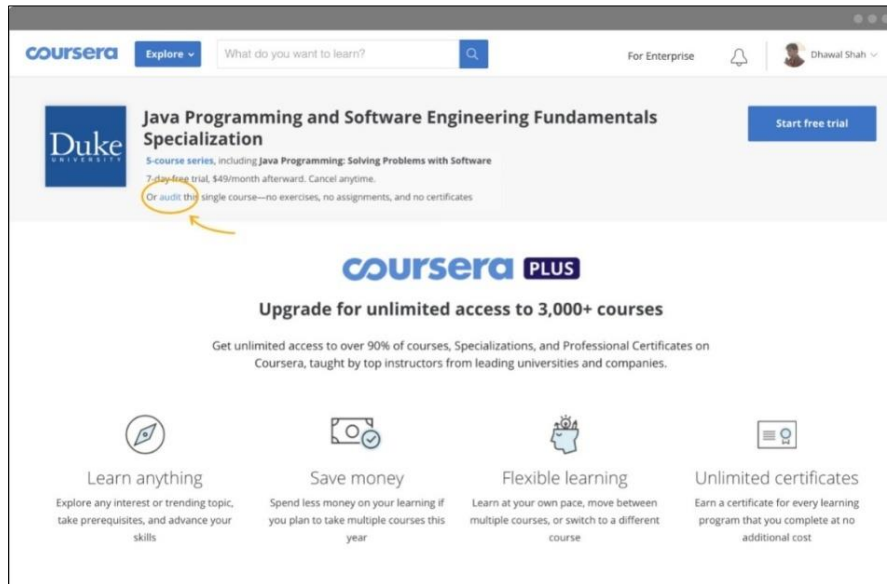 coursera
Explore
What do you want to learn?
For Enterprise
Dhawal Shah
Duke
UNIVERSITY
Java Programming and Software Engineering Fundamentals
Specialization
5-course series, including Java Programming: Solving Problems with Software
7-day free trial, $49/month afterward. Cancel anytime.
Or audit this single course—no exercises, no assignments, and no certificates
Start free trial
coursera PLUS
Upgrade for unlimited access to 3,000+ courses
Get unlimited access to over 90% of courses, Specializations, and Professional Certificates on
Coursera, taught by top instructors from leading universities and companies.
Learn anything
Explore any interest or trending topic,
take prerequisites, and advance your
skills
Save money
Spend less money on your learning if
you plan to take multiple courses this
year
Flexible learning
Learn at your own pace, move between
multiple courses, or switch to a different
course
Unlimited certificates
Earn a certificate for every learning
program that you complete at no
additional cost